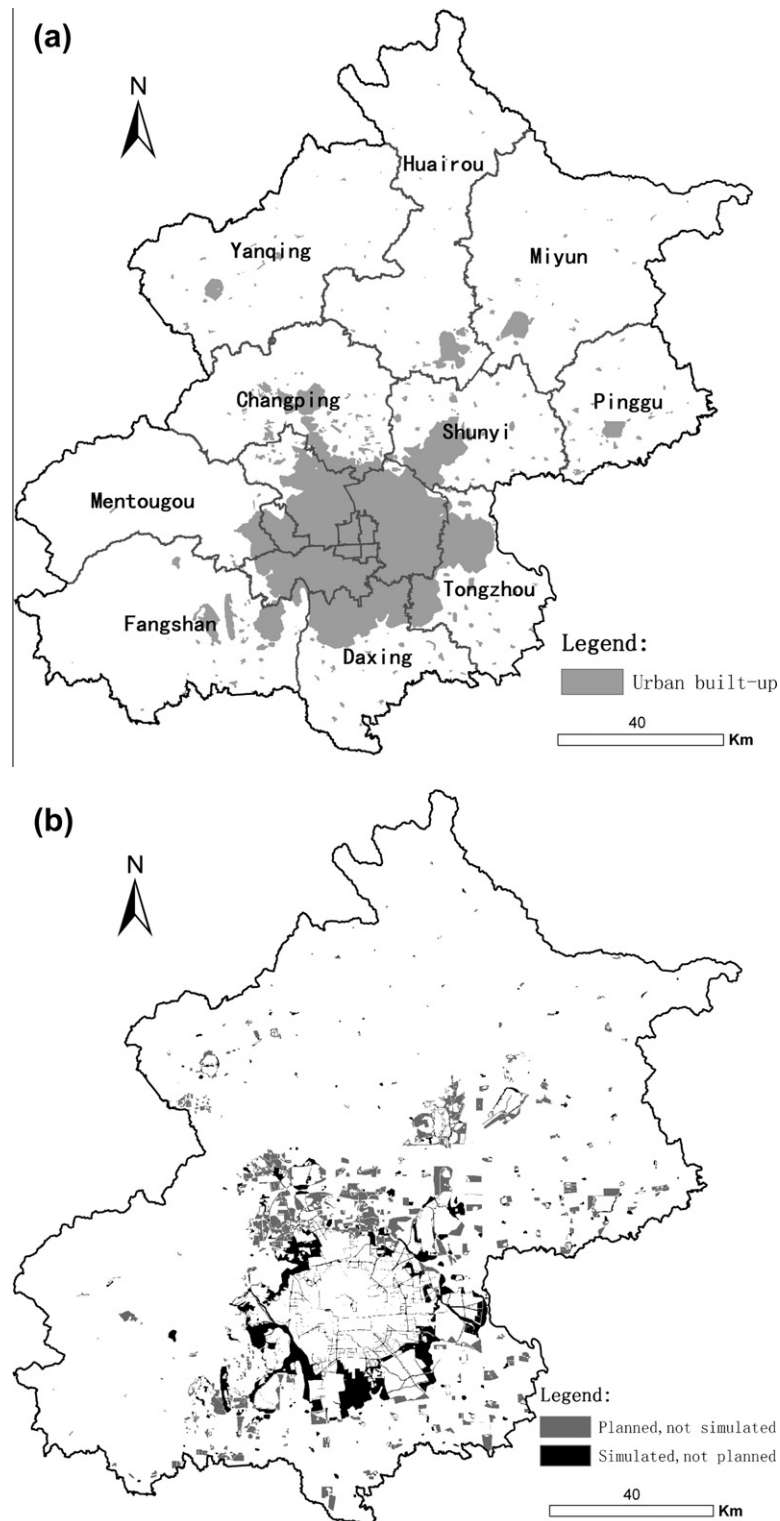 (a)
N
Huairou
Yanqing
Miyun
Changping
Pinggu
Shunyi
Mentougou
Tongzhou
Fangshan
Daxing
Legend:
Urban built-up
40
Km
(b)
N
Legend:
Planned,not simulated
Simulated,not planned
40
Km